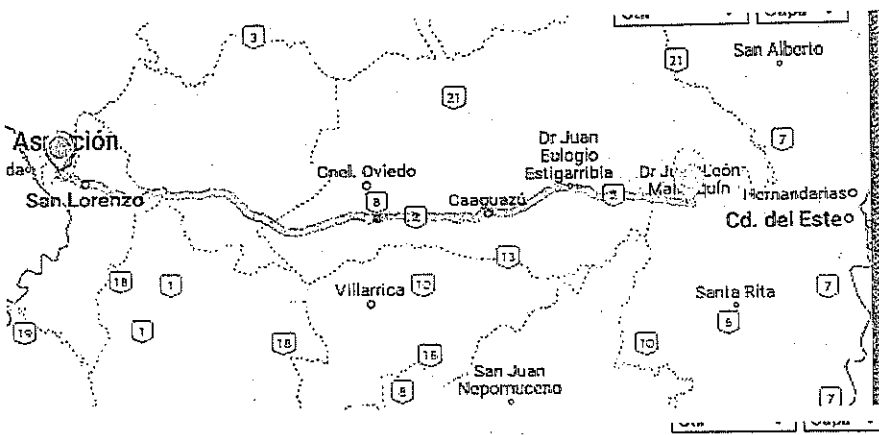 3
21
21
San Alberto
7
Asunción
Cnel. Oviedo
Dr Juan
Eulogio
Estigarribia
San Lorenzo
8
2
Caaguazú
2
Hernandarias
Cd. del Este
13
18
1
Villarrica
10
Santa Rita
7
6
19
1
18
10
San Juan
Nepomuceno
8
7